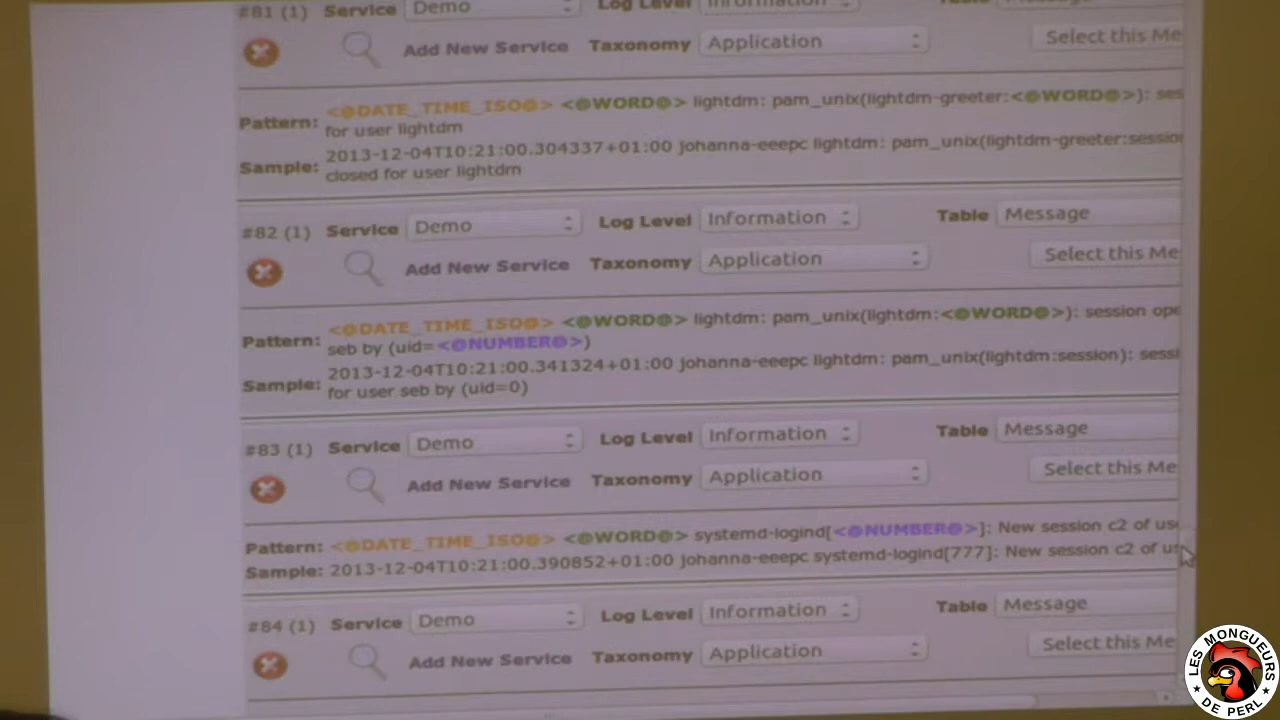 #81 (1) Service Demo Log Level Information Table Message
Add New Service Taxonomy Application Select this Me
Pattern: <@DATE_TIME_ISO@> <@WORD@> lightdm: pam_unix(lightdm-greeter:<@WORD@>): ses
for user lightdm
Sample: 2013-12-04T10:21:00.304337+01:00 johanna-eeepc lightdm: pam_unix(lightdm-greeter:session
closed for user lightdm
#82 (1) Service Demo Log Level Information Table Message
Add New Service Taxonomy Application Select this Me
Pattern: <@DATE_TIME_ISO@> <@WORD@> lightdm: pam_unix(lightdm:<@WORD@>): session ope
seb by (uid=<@NUMBER@>)
Sample: 2013-12-04T10:21:00.341324+01:00 johanna-eeepc lightdm: pam_unix(lightdm:session): sessi
for user seb by (uid=0)
#83 (1) Service Demo Log Level Information Table Message
Add New Service Taxonomy Application Select this Me
Pattern: <@DATE_TIME_ISO@> <@WORD@> systemd-logind[<@NUMBER@>]: New session c2 of us
Sample: 2013-12-04T10:21:00.390852+01:00 johanna-eeepc systemd-logind[777]: New session c2 of us
#84 (1) Service Demo Log Level Information Table Message
Add New Service Taxonomy Application Select this Me
LES MONGUEURS
DE PERL